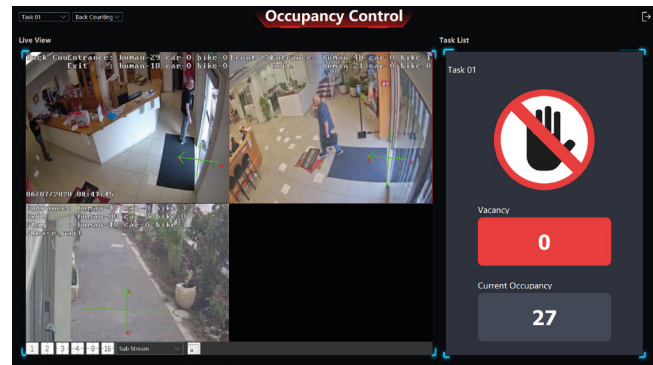 Task 01
Back Counting
Occupancy Control
Live View
Task List
Entrance: human-29 car-0 bike-0
Exit : human-18 car-0 bike-0
Entrance: human-40 car-0 bike-1
Exit : human-21 car-0 bike-0
06/07/2020 08:47:45
Task 01
Vacancy
0
Current Occupancy
27
1 2 3 4 9 16 Sub Stream